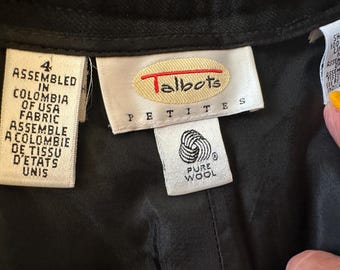 4
ASSEMBLED
IN
COLOMBIA
OF USA
FABRIC
ASSEMBLE
A COLOMBIE
DE TISSU
D'ETATS
UNIS
Talbots
PETITES
PURE
WOOL